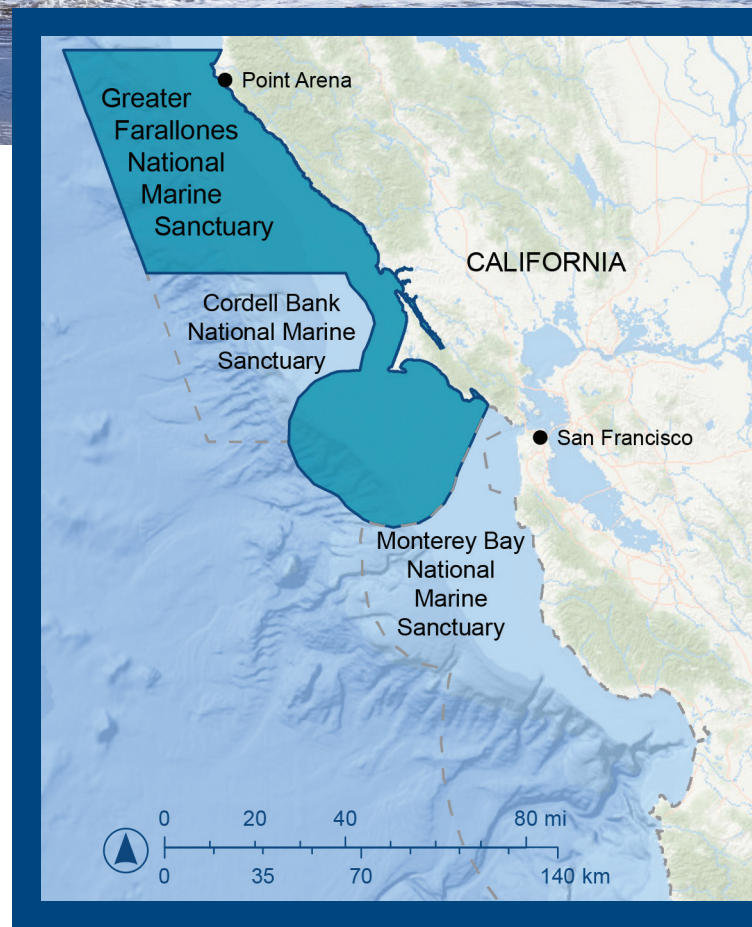 Point Arena
Greater
Farallones
National
Marine
Sanctuary
CALIFORNIA
Cordell Bank
National Marine
Sanctuary
San Francisco
Monterey Bay
National
Marine
Sanctuary
0 20 40 80 mi
0 35 70 140 km